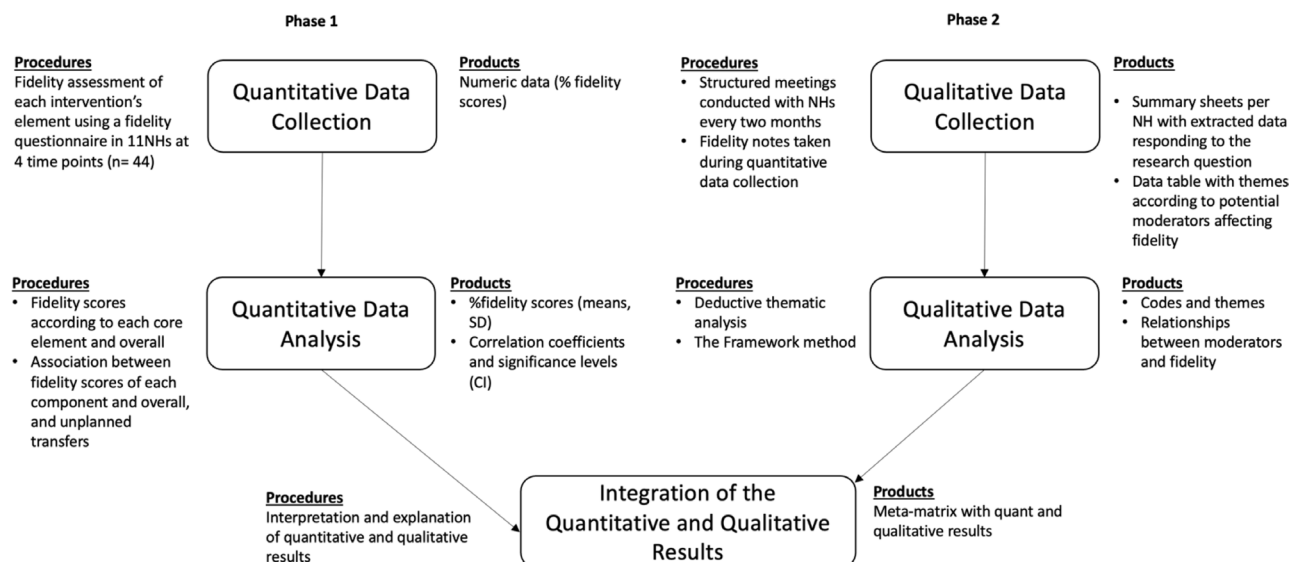 Phase 1
Procedures
Fidelity assessment of
each intervention's
element using a fidelity
questionnaire in 11NHs at
4 time points (n= 44)
Quantitative Data
Collection
Products
Numeric data (% fidelity
scores)
Procedures
• Fidelity scores
according to each core
element and overall
• Association between
fidelity scores of each
component and overall,
and unplanned
transfers
Quantitative Data
Analysis
Products
• %fidelity scores (means,
SD)
• Correlation coefficients
and significance levels
(CI)
Phase 2
Procedures
• Structured meetings
conducted with NHs
every two months
• Fidelity notes taken
during quantitative
data collection
Qualitative Data
Collection
Products
• Summary sheets per
NH with extracted data
responding to the
research question
• Data table with themes
according to potential
moderators affecting
fidelity
Procedures
• Deductive thematic
analysis
• The Framework method
Qualitative Data
Analysis
Products
• Codes and themes
• Relationships
between moderators
and fidelity
Procedures
Interpretation and explanation
of quantitative and qualitative
results
Integration of the
Quantitative and Qualitative
Results
Products
Meta-matrix with quant and
qualitative results